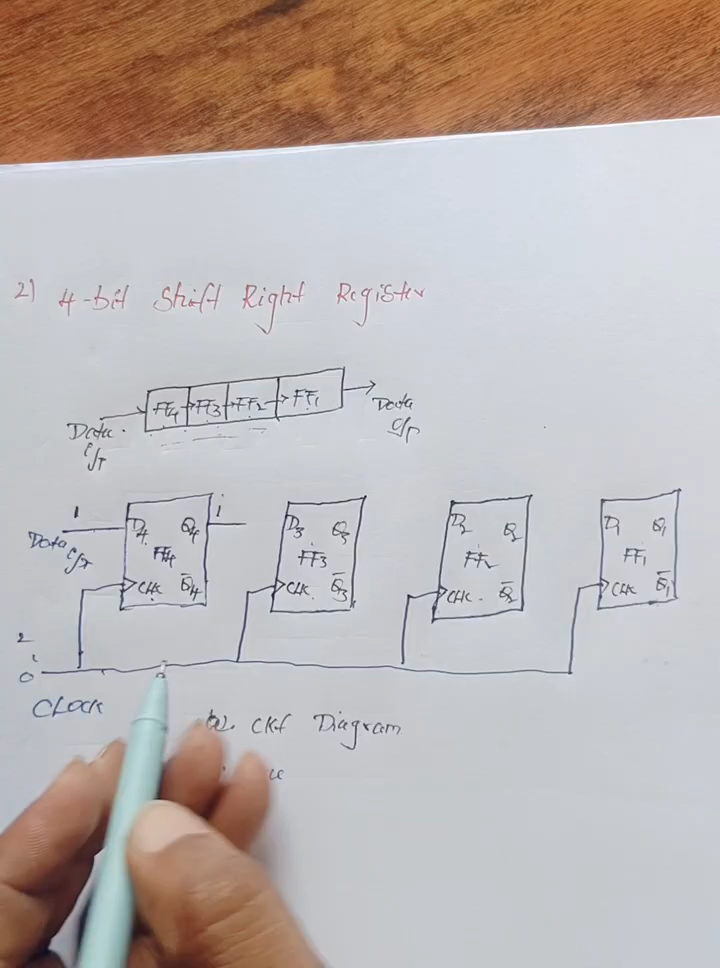 2) 4-bit Shift Right Register
FF4 FF3 FF2 FF1
Data I/P
Data O/P
1
1
Data I/P
D4 Q4
FF4
CLK Q̅4
D3 Q3
FF3
CLK Q̅3
D2 Q2
FF2
CLK Q̅2
D1 Q1
FF1
CLK Q̅1
2
1
0
CLOCK
CKt Diagram